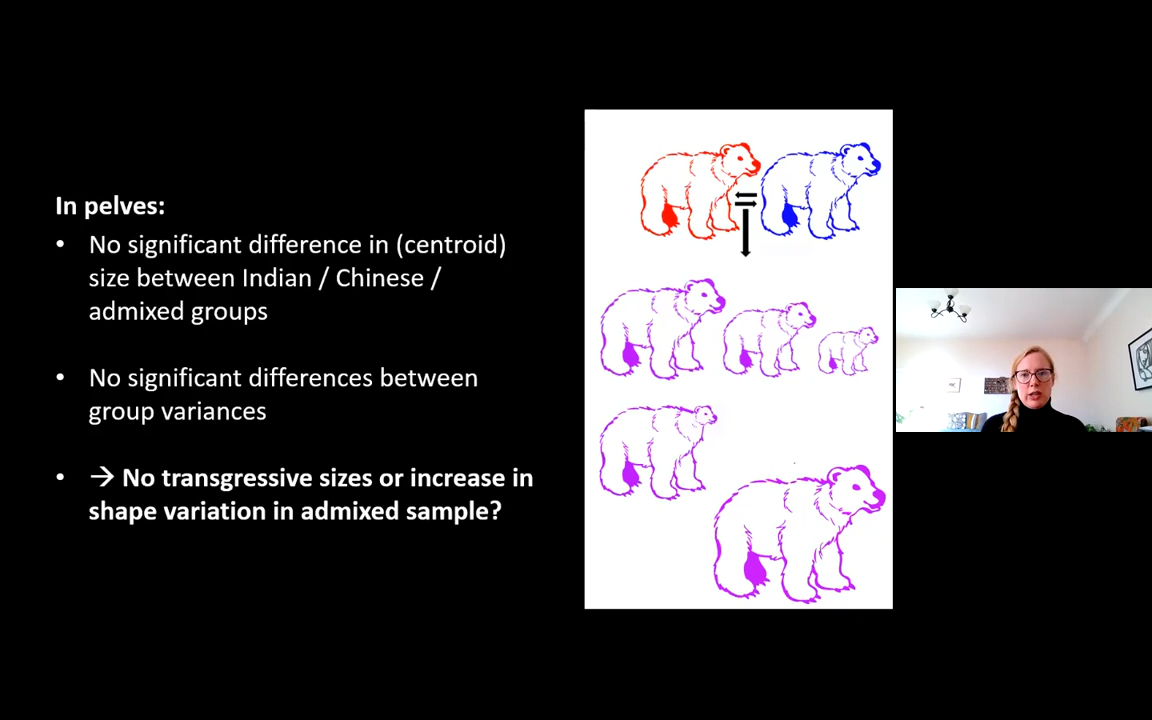 In pelves:
• No significant difference in (centroid)
size between Indian / Chinese /
admixed groups
• No significant differences between
group variances
• → No transgressive sizes or increase in
shape variation in admixed sample?